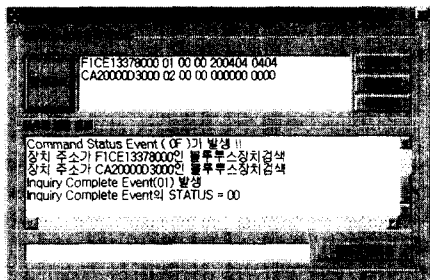 F1CE13378000 01 00 00 200404 0404
CA20000D3000 02 00 00 000000 0000
Command Status Event ( 0F )가 발생 !!
장치 주소가 F1CE13378000인 블루투스장치검색
장치 주소가 CA20000D3000인 블루투스장치검색
Inquiry Complete Event(01) 발생
Inquiry Complete Event의 STATUS = 00